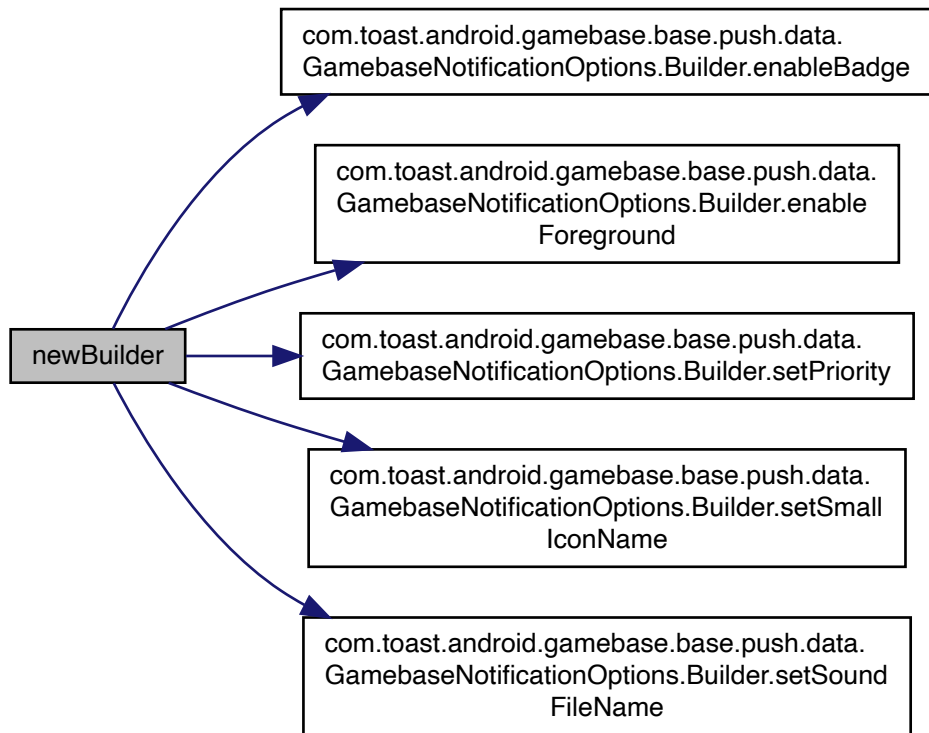 com.toast.android.gamebase.base.push.data.
GamebaseNotificationOptions.Builder.enableBadge
com.toast.android.gamebase.base.push.data.
GamebaseNotificationOptions.Builder.enable
Foreground
newBuilder
com.toast.android.gamebase.base.push.data.
GamebaseNotificationOptions.Builder.setPriority
com.toast.android.gamebase.base.push.data.
GamebaseNotificationOptions.Builder.setSmall
IconName
com.toast.android.gamebase.base.push.data.
GamebaseNotificationOptions.Builder.setSound
FileName